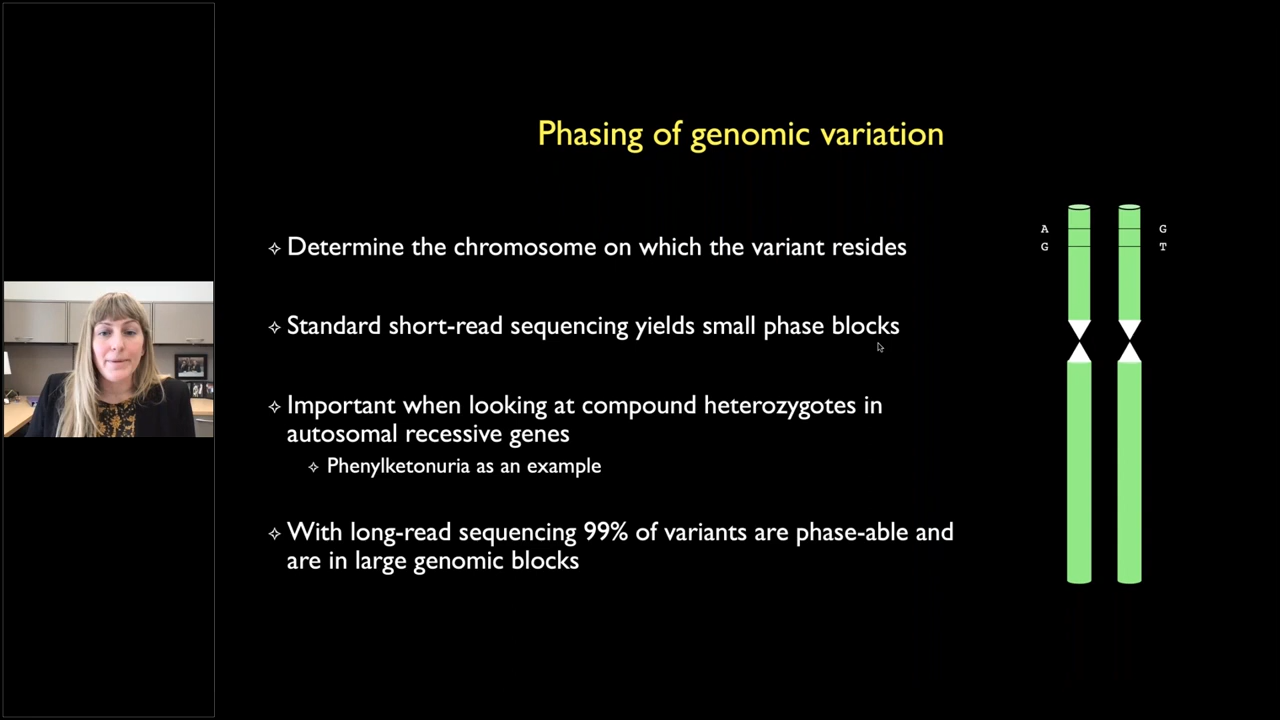 Phasing of genomic variation
Determine the chromosome on which the variant resides
Standard short-read sequencing yields small phase blocks
Important when looking at compound heterozygotes in
autosomal recessive genes
Phenylketonuria as an example
With long-read sequencing 99% of variants are phase-able and
are in large genomic blocks
A G
G T